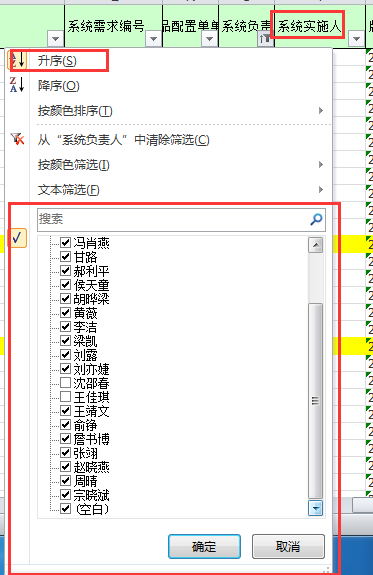 系统需求编号 品配置单单 系统负责 系统实施人 版
升序(S)
降序(O)
按颜色排序(T)
从“系统负责人”中清除筛选(C)
按颜色筛选(I)
文本筛选(F)
搜索
冯肖燕
甘路
郝利平
侯天童
胡晔梁
黄薇
李洁
梁凯
刘露
刘亦婕
沈邵春
王佳琪
王靖文
俞铮
詹书博
张翊
赵晓燕
周晴
宗晓斌
(空白)
确定 取消